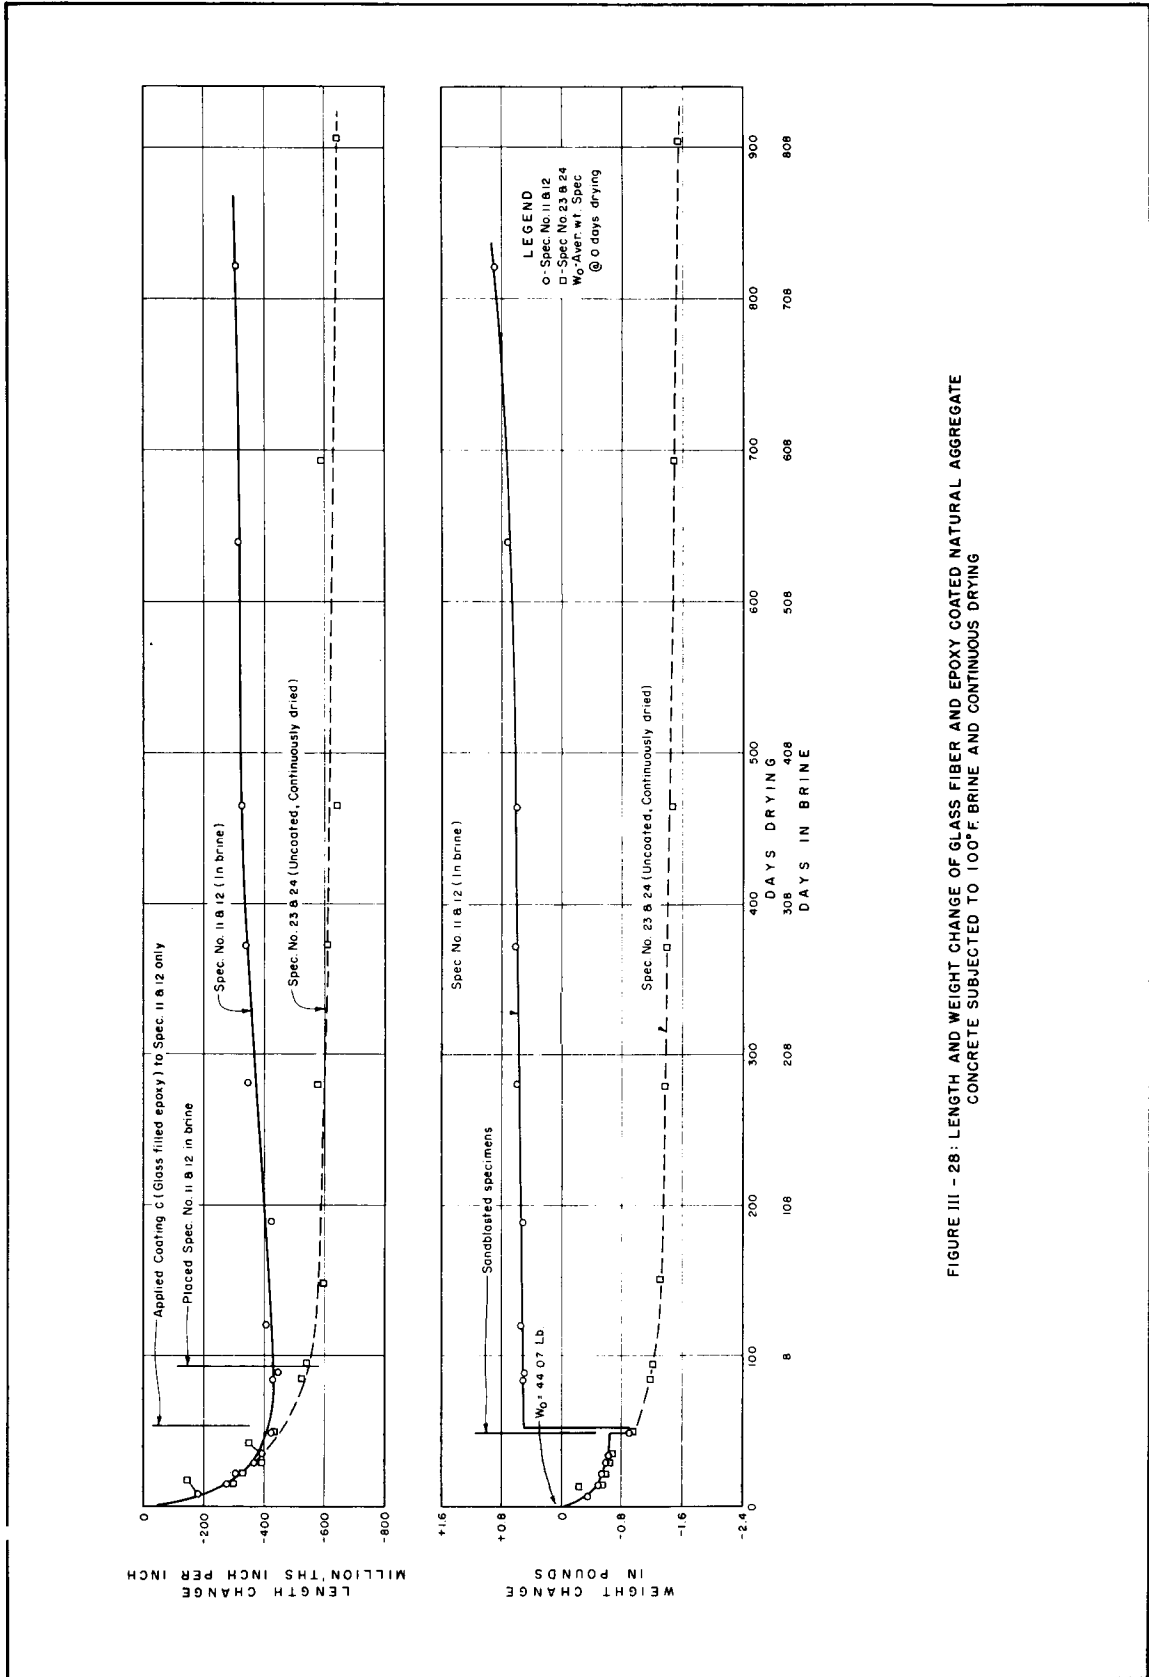 LENGTH CHANGE
MILLION'THS INCH PER INCH
0
-200
-400
-600
-800
Applied Coating C (Glass filled epoxy) to Spec. 11 & 12 only
Placed Spec. No. 11 & 12 in brine
Spec. No. 11 & 12 (In brine)
Spec. No. 23 & 24 (Uncoated, Continuously dried)
WEIGHT CHANGE
IN POUNDS
+1.6
+0.8
0
-0.8
-1.6
-2.4
Wo = 44.07 Lb.
Sandblasted specimens
Spec No. 11 & 12 (In brine)
Spec No. 23 & 24 (Uncoated, Continuously dried)
LEGEND
O - Spec. No. 11 & 12
□ - Spec No. 23 & 24
Wo - Aver. wt. Spec
@ 0 days drying
0 100 200 300 400 500 600 700 800 900
DAYS DRYING
8 108 208 308 408 508 608 708 808
DAYS IN BRINE
FIGURE III - 28: LENGTH AND WEIGHT CHANGE OF GLASS FIBER AND EPOXY COATED NATURAL AGGREGATE
CONCRETE SUBJECTED TO 100°F. BRINE AND CONTINUOUS DRYING